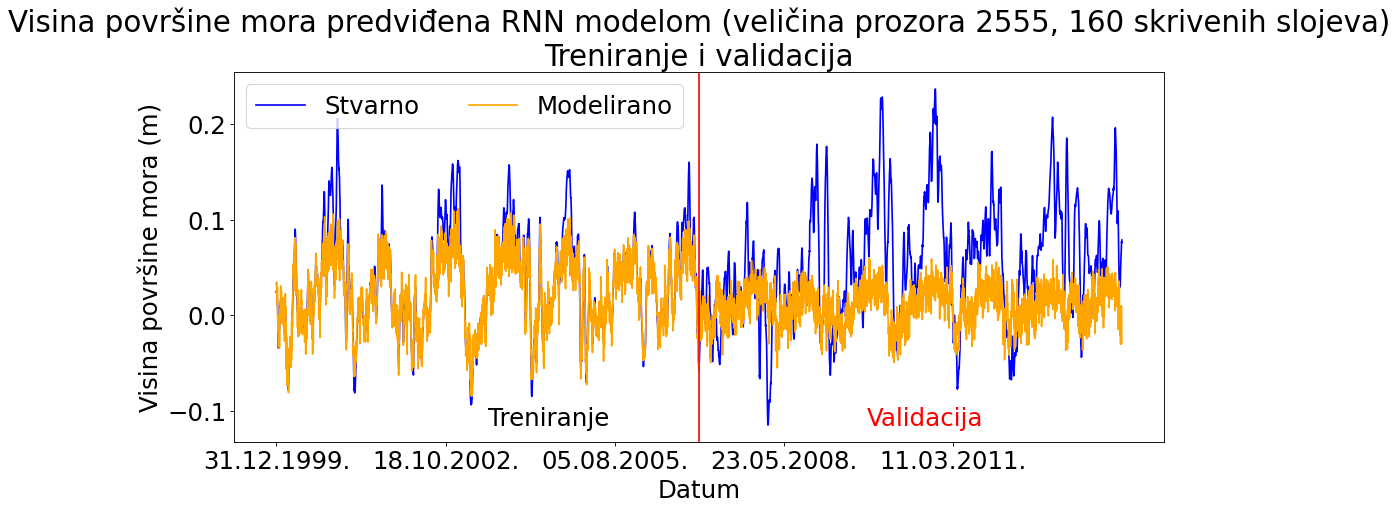 Visina površine mora predviđena RNN modelom (veličina prozora 2555, 160 skrivenih slojeva)
Treniranje i validacija
Stvarno
Modelirano
Visina površine mora (m)
0.2
0.1
0.0
−0.1
Treniranje
Validacija
31.12.1999.
18.10.2002.
05.08.2005.
23.05.2008.
11.03.2011.
Datum